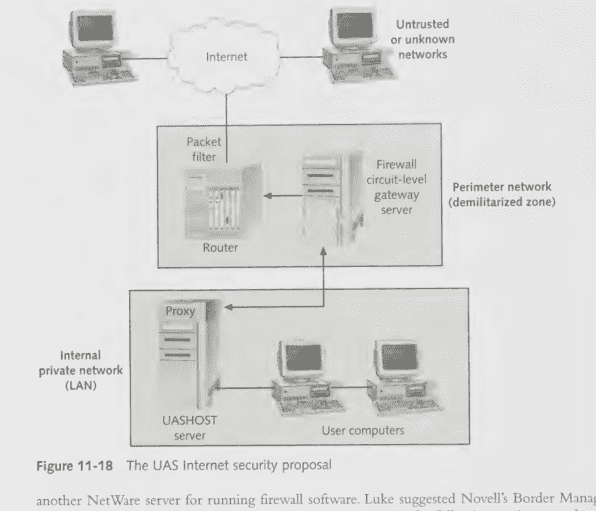 Untrusted
or unknown
networks
Internet
Packet
filter
Firewall
circuit-level
gateway
server
Perimeter network
(demilitarized zone)
Router
Proxy
Internal
private network
(LAN)
UASHOST
server
User computers
Figure 11-18 The UAS Internet security proposal
another NetWare server for running firewall software. Luke suggested Novell's Border Manag